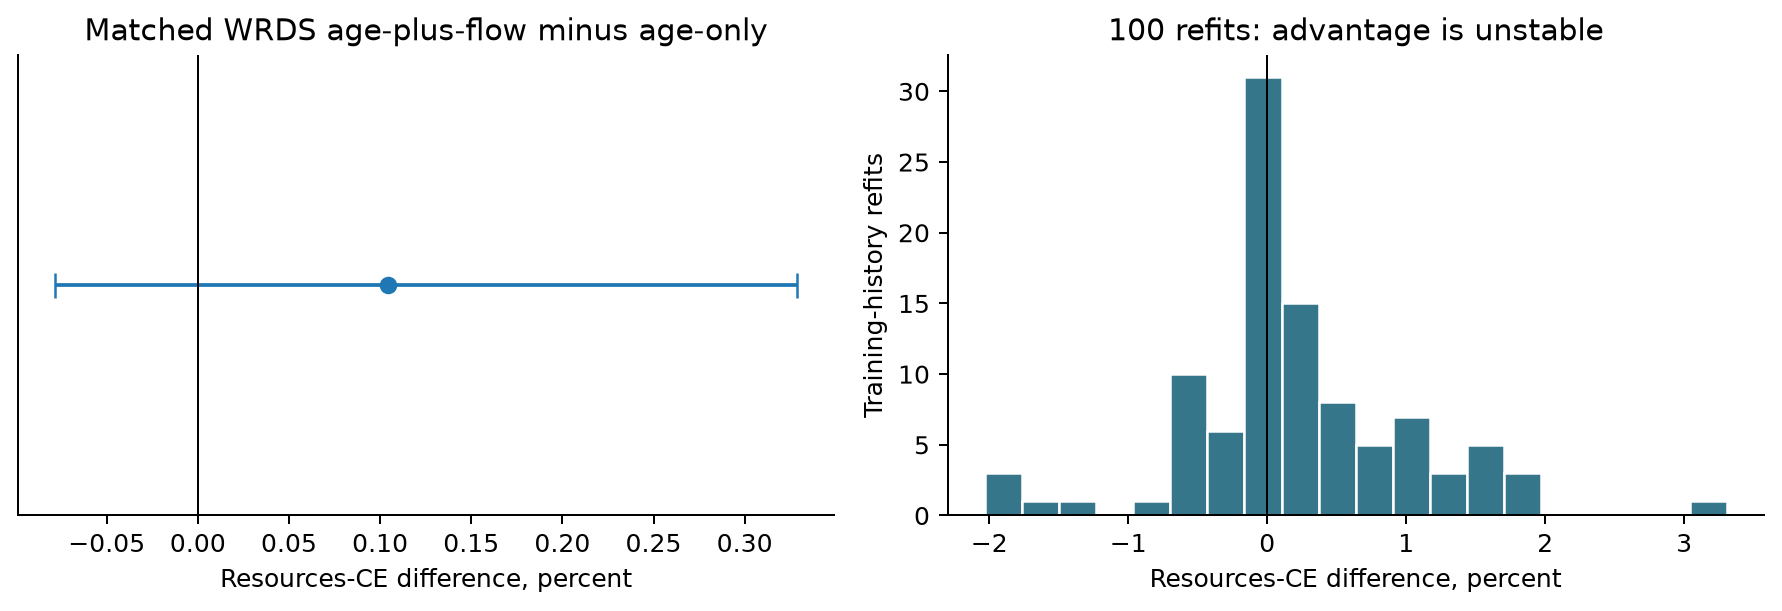 Matched WRDS age-plus-flow minus age-only
−0.05 0.00 0.05 0.10 0.15 0.20 0.25 0.30
Resources-CE difference, percent
100 refits: advantage is unstable
Training-history refits
30
25
20
15
10
5
0
−2 −1 0 1 2 3
Resources-CE difference, percent